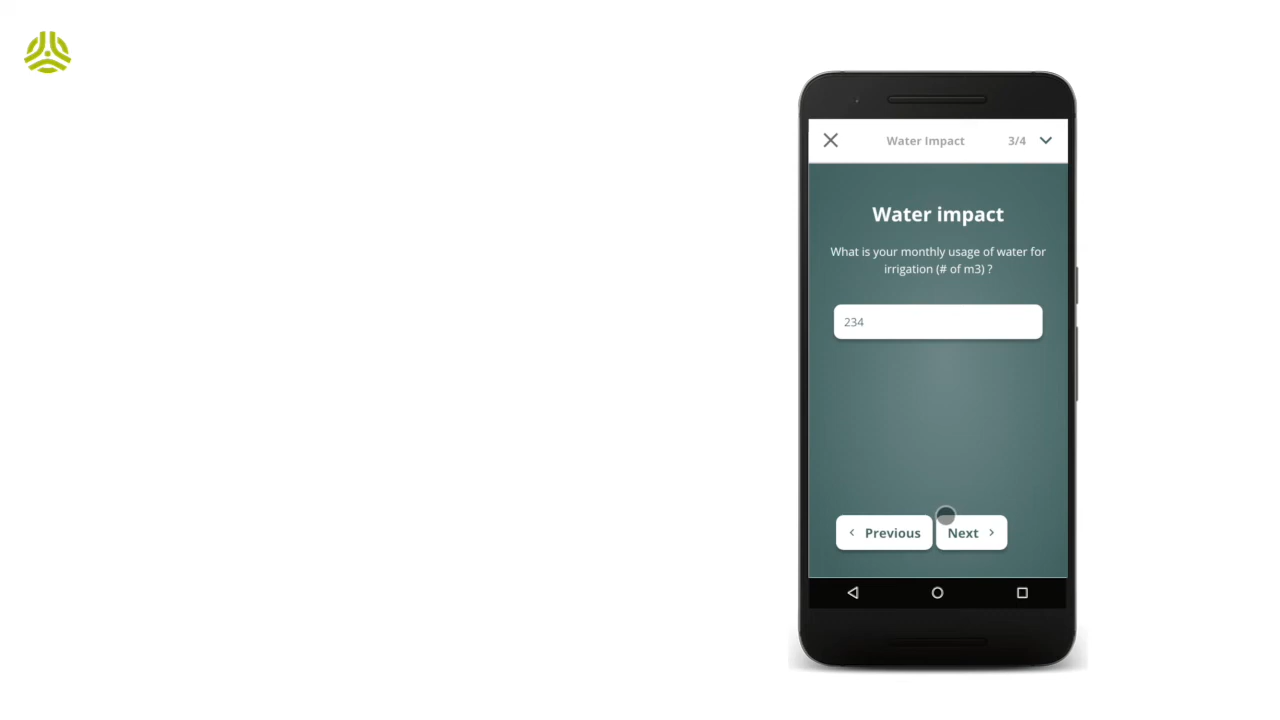 Water Impact 3/4
Water impact
What is your monthly usage of water for
irrigation (# of m3) ?
234
Previous Next